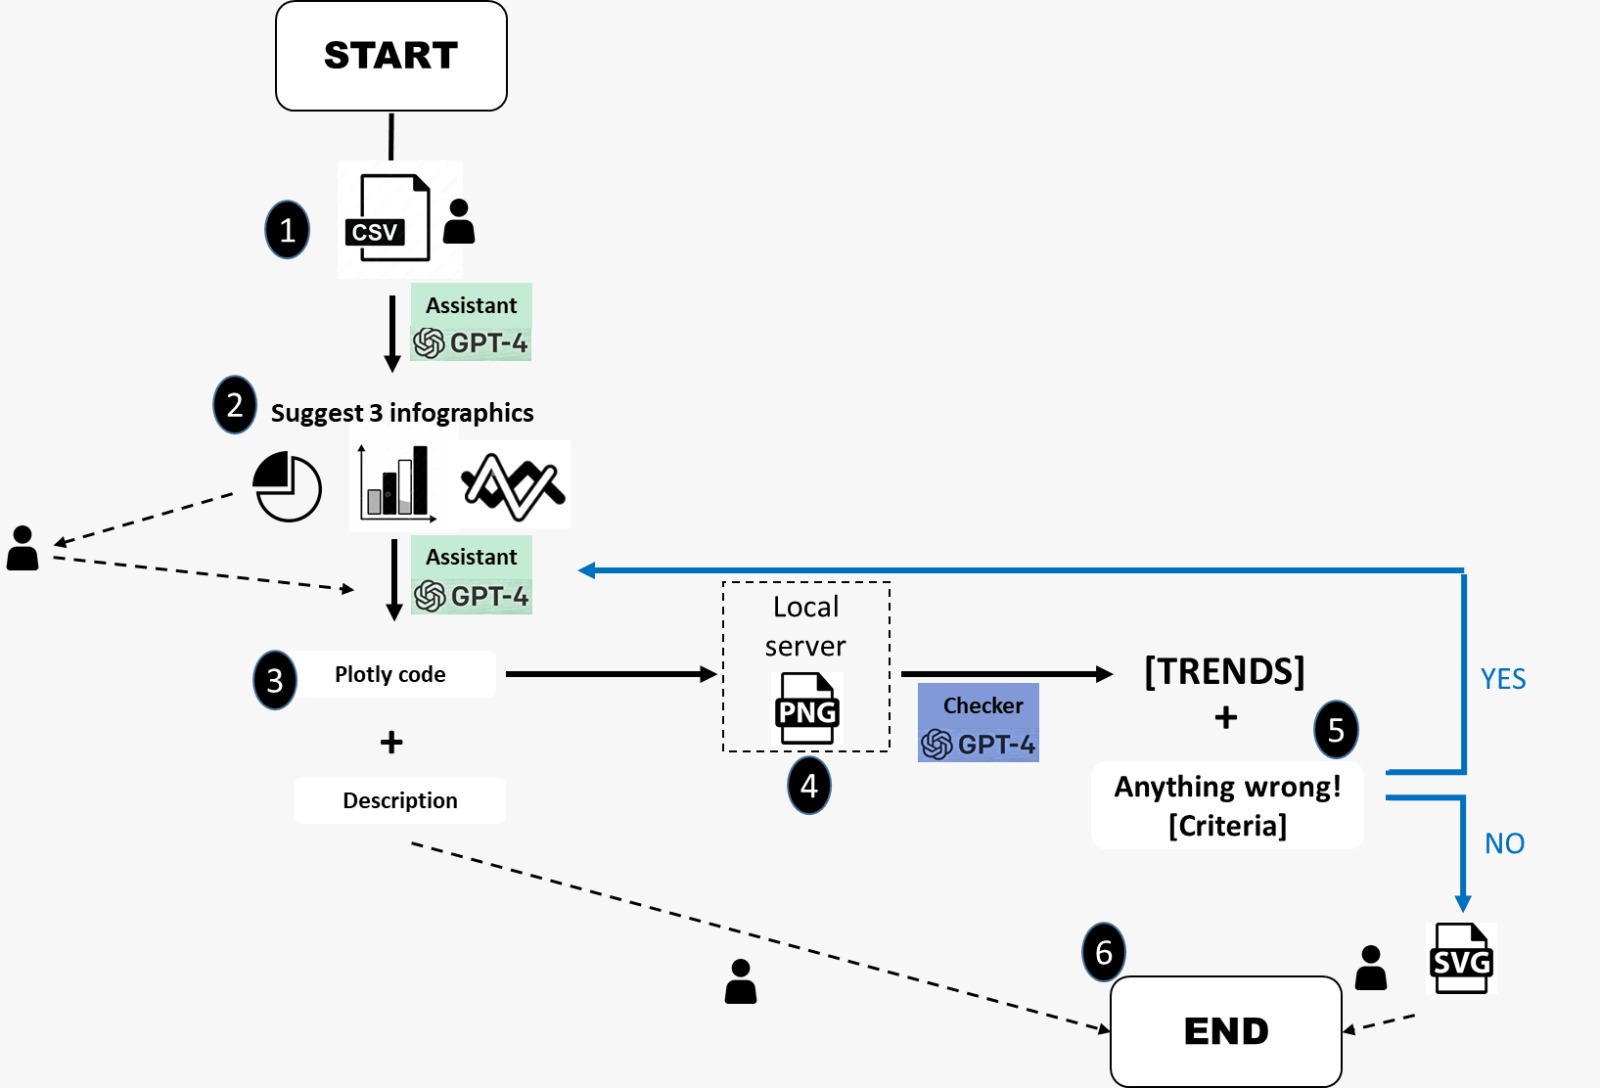 START
1
CSV
Assistant
GPT-4
2
Suggest 3 infographics
Assistant
GPT-4
3
Plotly code
+
Description
Local
server
PNG
4
Checker
GPT-4
[TRENDS]
+
5
Anything wrong!
[Criteria]
YES
NO
SVG
6
END